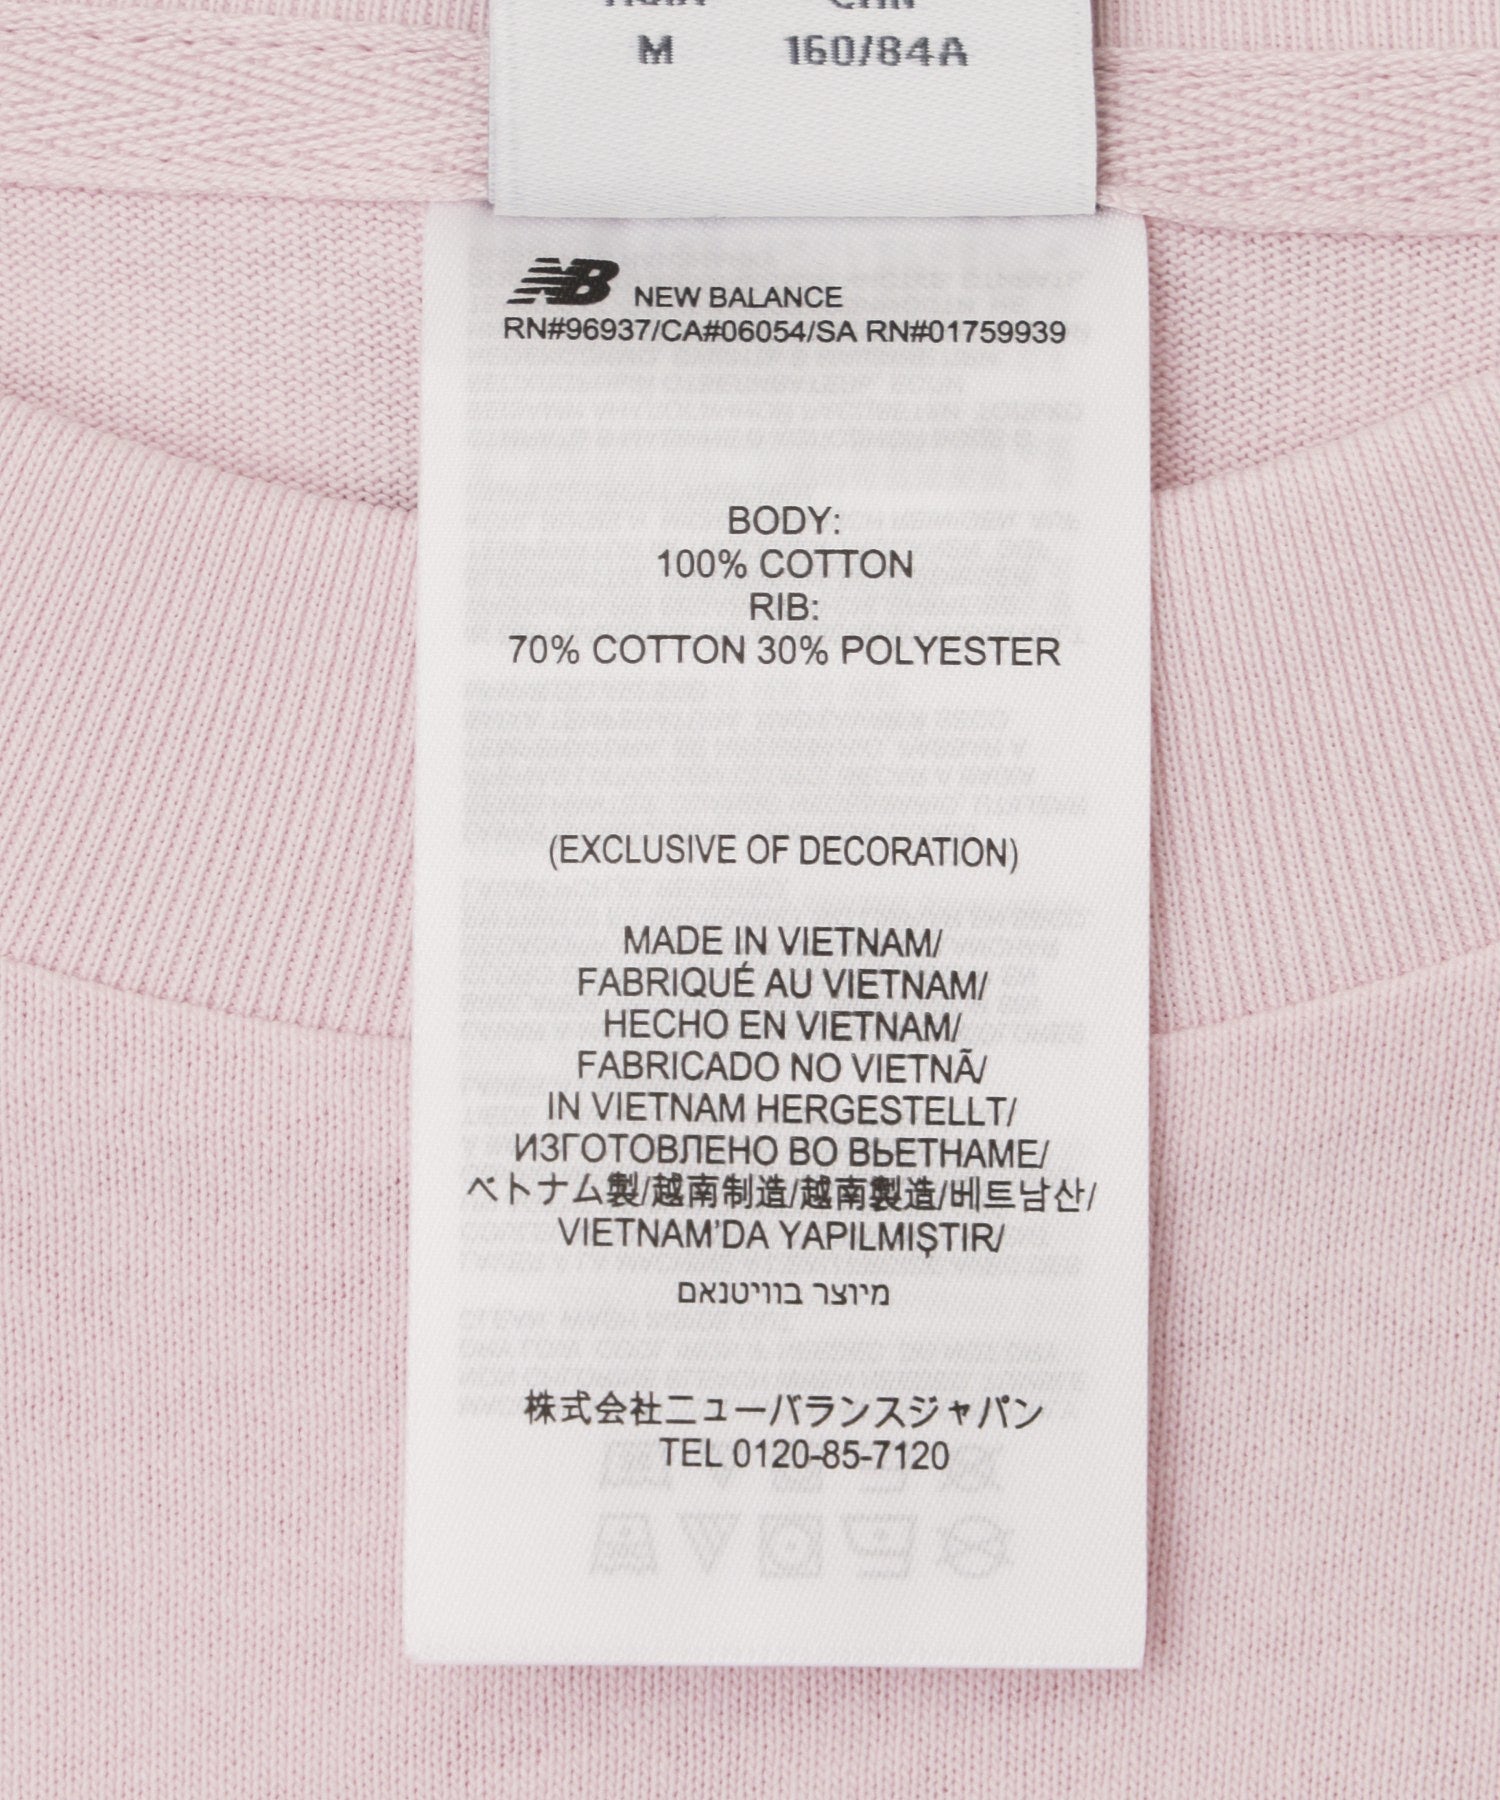 M 160/84A
NB NEW BALANCE
RN#96937/CA#06054/SA RN#01759939
BODY:
100% COTTON
RIB:
70% COTTON 30% POLYESTER
(EXCLUSIVE OF DECORATION)
MADE IN VIETNAM/
FABRIQUÉ AU VIETNAM/
HECHO EN VIETNAM/
FABRICADO NO VIETNÃ/
IN VIETNAM HERGESTELLT/
ИЗГОТОВЛЕНО ВО ВЬЕТНАМЕ/
ベトナム製/越南制造/越南製造/베트남산/
VIETNAM'DA YAPILMIŞTIR/
מיוצר בוויטנאם
株式会社ニューバランスジャパン
TEL 0120-85-7120